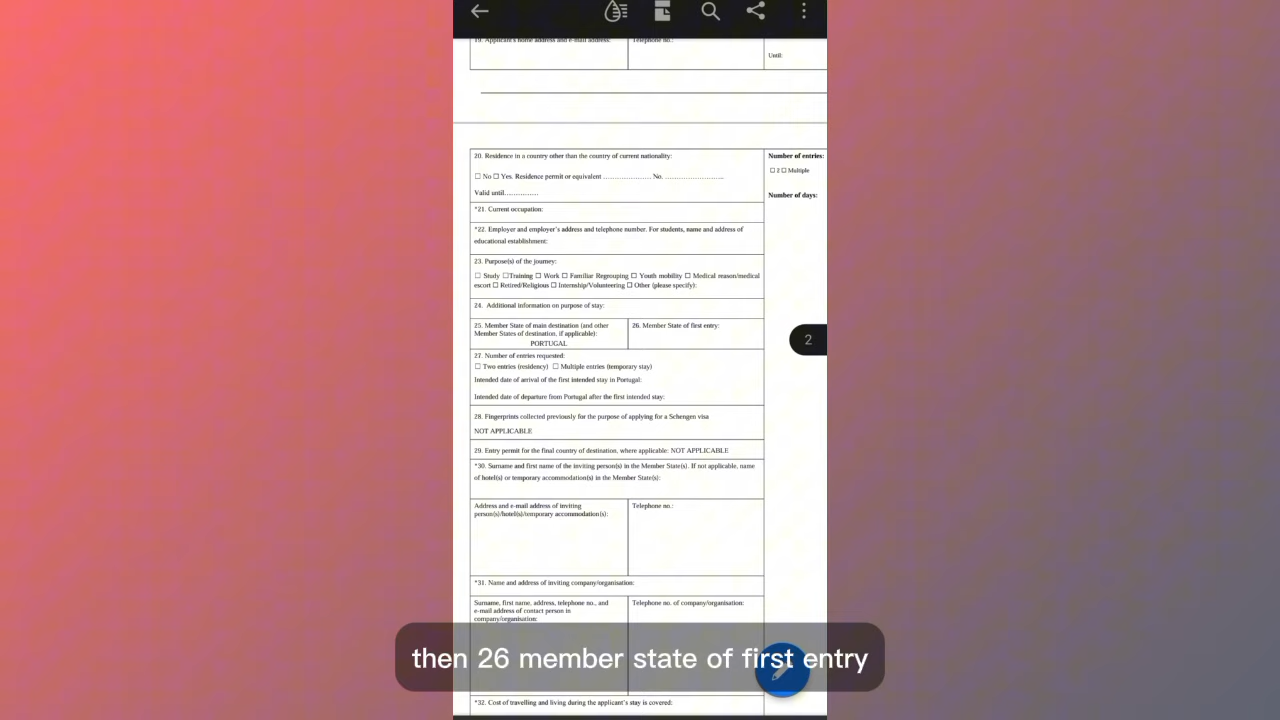 19. Applicant's home address and e-mail address:
Telephone no.:
Until:
20. Residence in a country other than the country of current nationality:
☐ No ☐ Yes. Residence permit or equivalent ………………… No. ……………………..
Valid until……………
Number of entries:
☐ 2 ☐ Multiple
Number of days:
*21. Current occupation:
*22. Employer and employer's address and telephone number. For students, name and address of
educational establishment:
23. Purpose(s) of the journey:
☐ Study ☐Training ☐ Work ☐ Familiar Regrouping ☐ Youth mobility ☐ Medical reason/medical
escort ☐ Retired/Religious ☐ Internship/Volunteering ☐ Other (please specify):
24. Additional information on purpose of stay:
25. Member State of main destination (and other
Member States of destination, if applicable):
PORTUGAL
26. Member State of first entry:
2
27. Number of entries requested:
☐ Two entries (residency) ☐ Multiple entries (temporary stay)
Intended date of arrival of the first intended stay in Portugal:
Intended date of departure from Portugal after the first intended stay:
28. Fingerprints collected previously for the purpose of applying for a Schengen visa
NOT APPLICABLE
29. Entry permit for the final country of destination, where applicable: NOT APPLICABLE
*30. Surname and first name of the inviting person(s) in the Member State(s). If not applicable, name
of hotel(s) or temporary accommodation(s) in the Member State(s):
Address and e-mail address of inviting
person(s)/hotel(s)/temporary accommodation(s):
Telephone no.:
*31. Name and address of inviting company/organisation:
Surname, first name, address, telephone no., and
e-mail address of contact person in
company/organisation:
Telephone no. of company/organisation:
then 26 member state of first entry
*32. Cost of travelling and living during the applicant's stay is covered: